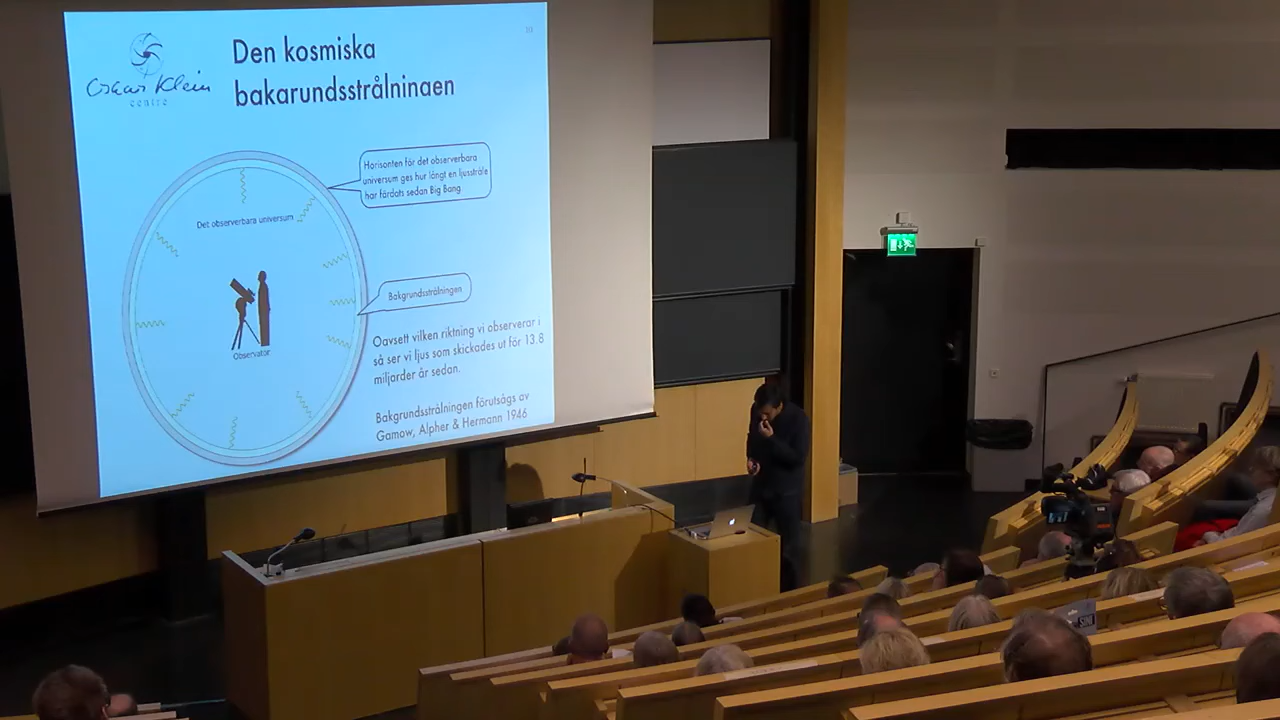 19
Oskar Klein
centre
Den kosmiska
bakgrundsstrålningen
Horisonten för det observerbara
universum ges hur långt en ljusstråle
har färdats sedan Big Bang
Det observerbara universum
Bakgrundsstrålningen
Observatör
Oavsett vilken riktning vi observerar i
så ser vi ljus som skickades ut för 13.8
miljarder år sedan.
Bakgrundsstrålningen förutsågs av
Gamow, Alpher & Hermann 1946